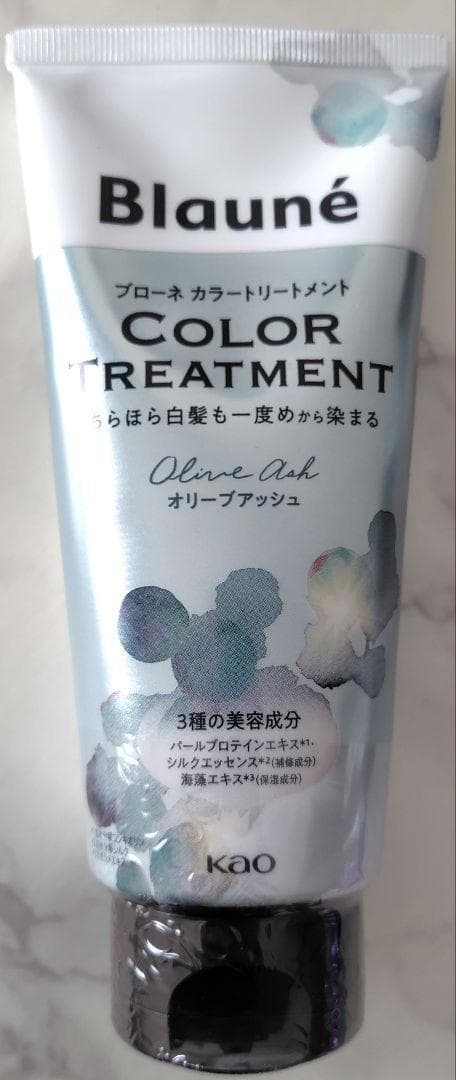 Blauné
ブローネ カラートリートメント
COLOR
TREATMENT
ちらほら白髪も一度めから染まる
Olive Ash
オリーブアッシュ
3種の美容成分
パールプロテインエキス*1・
シルクエッセンス*2(補修成分)
海藻エキス*3(保湿成分)
Kao